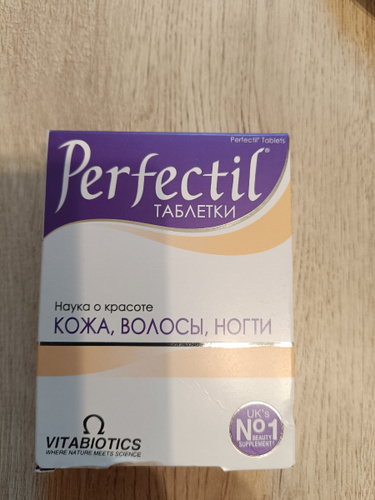 Perfectil® Tablets
Perfectil®
ТАБЛЕТКИ
Наука о красоте
КОЖА, ВОЛОСЫ, НОГТИ
VITABIOTICS
WHERE NATURE MEETS SCIENCE
UK's
No1
BEAUTY
SUPPLEMENT